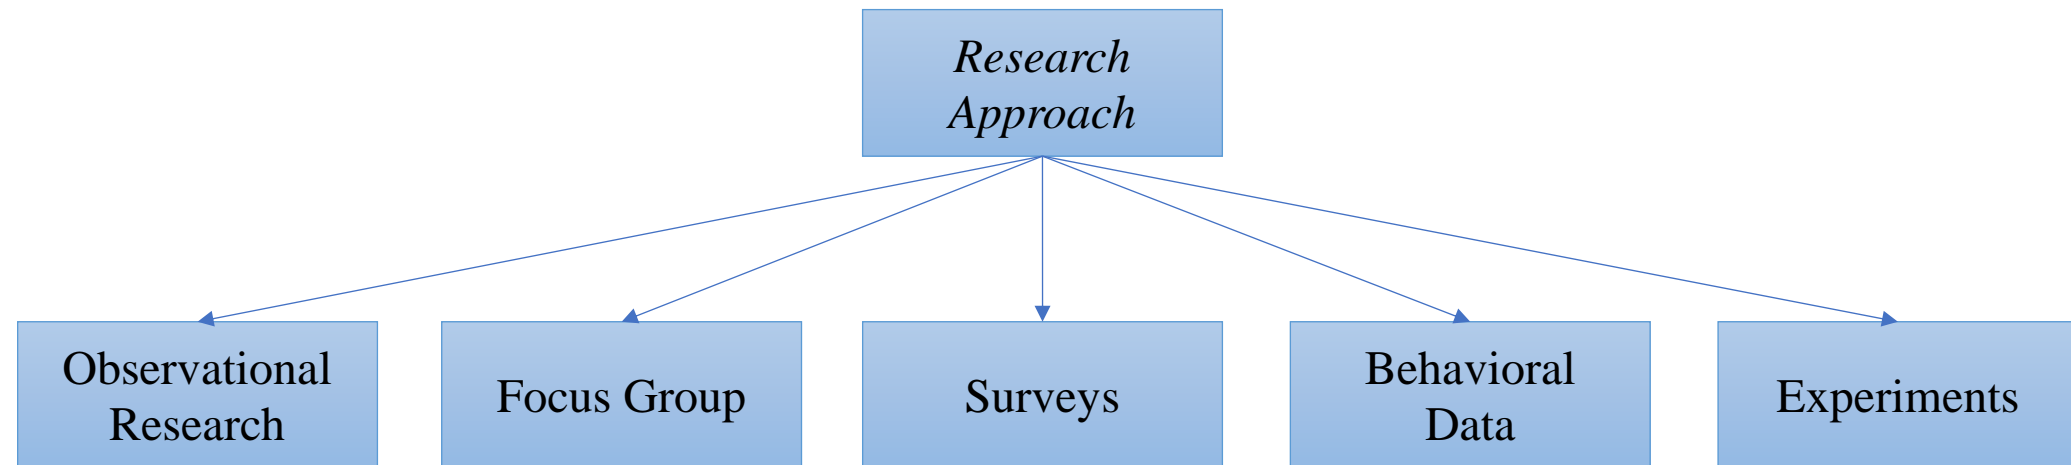 Research
Approach
Observational
Research
Focus Group
Surveys
Behavioral
Data
Experiments